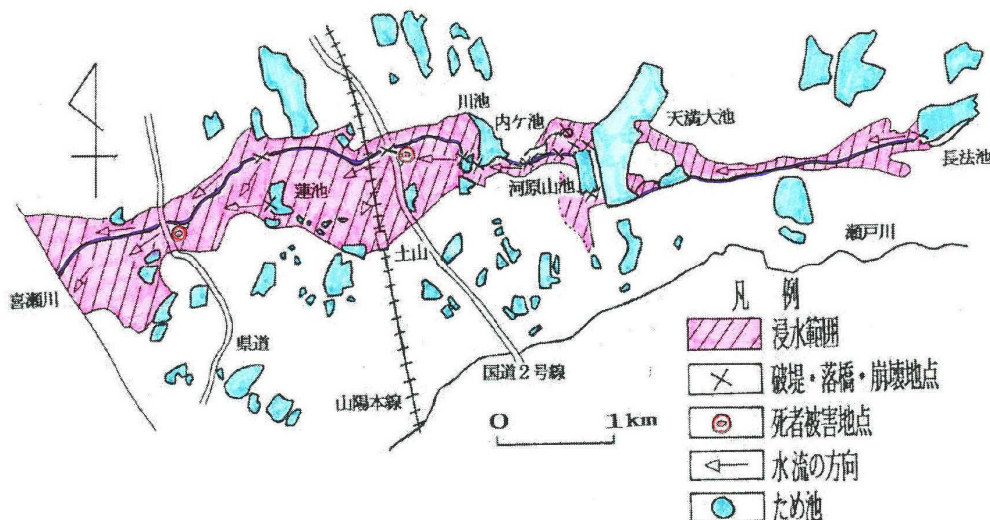 川池
内ケ池
天満大池
長法池
蓮池
河原山池
瀬戸川
土山
喜瀬川
県道
国道2号線
山陽本線
0 1km
凡 例
浸水範囲
破堤・落橋・崩壊地点
死者被害地点
水流の方向
ため池